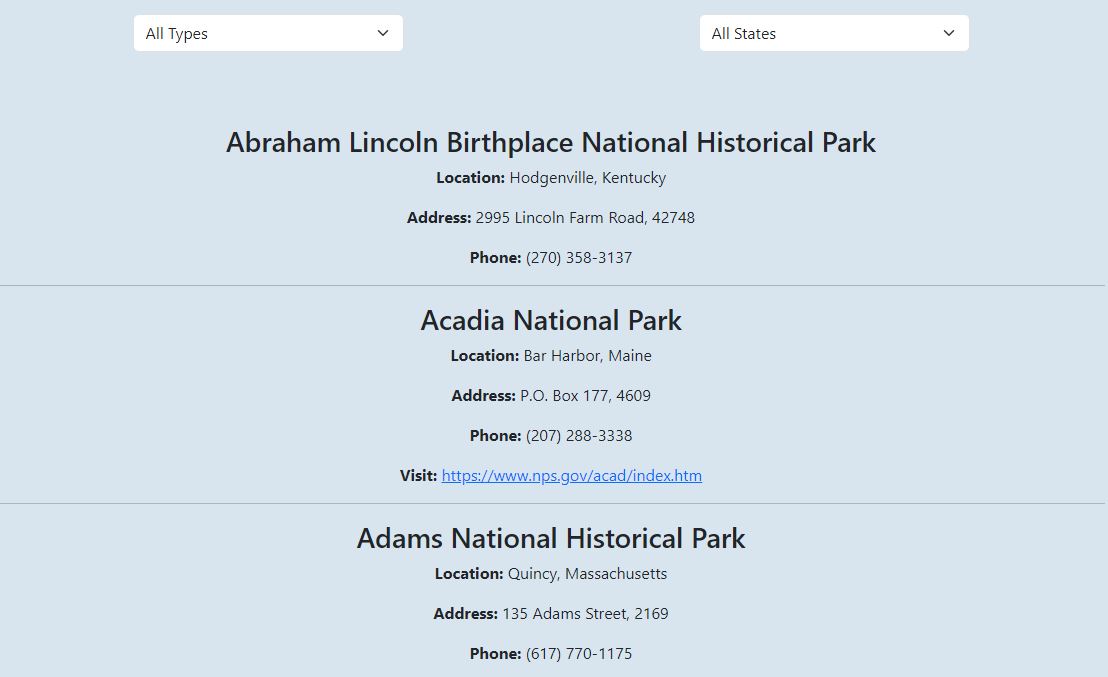 All Types
All States
Abraham Lincoln Birthplace National Historical Park
Location: Hodgenville, Kentucky
Address: 2995 Lincoln Farm Road, 42748
Phone: (270) 358-3137
Acadia National Park
Location: Bar Harbor, Maine
Address: P.O. Box 177, 4609
Phone: (207) 288-3338
Visit: https://www.nps.gov/acad/index.htm
Adams National Historical Park
Location: Quincy, Massachusetts
Address: 135 Adams Street, 2169
Phone: (617) 770-1175